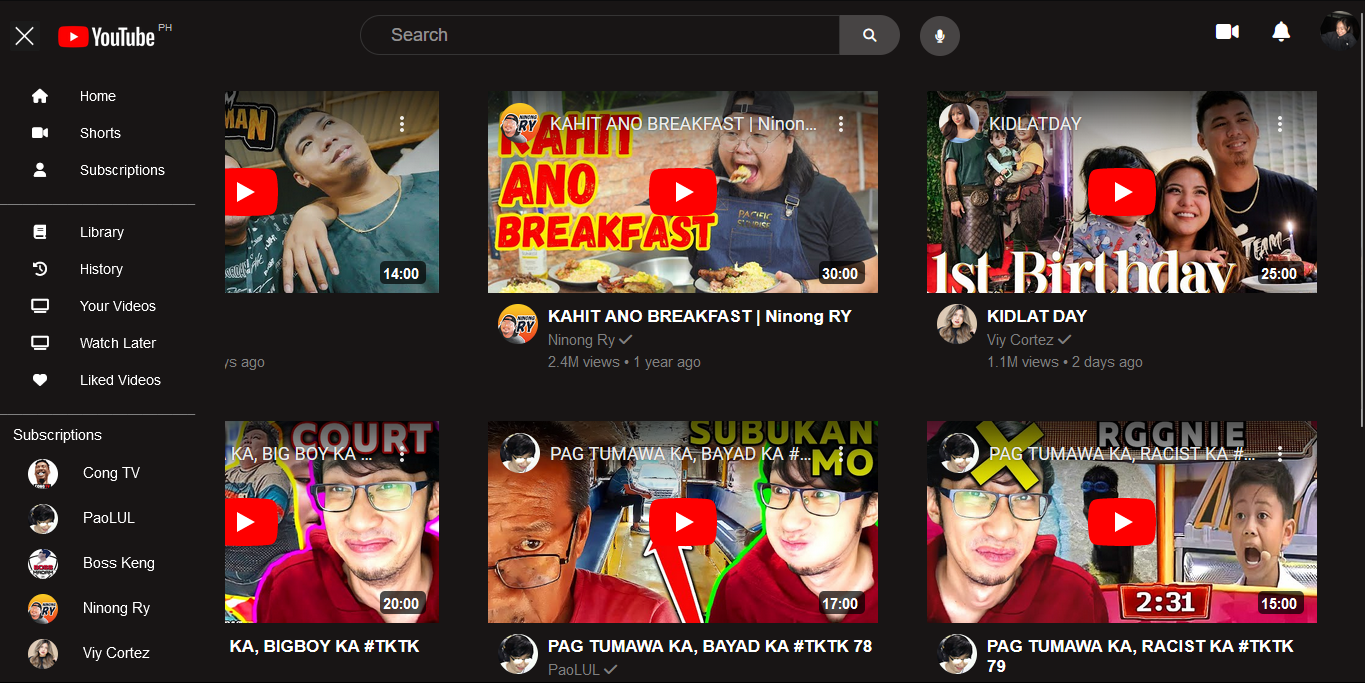 YouTube PH
Search
Home
Shorts
Subscriptions
Library
History
Your Videos
Watch Later
Liked Videos
Subscriptions
Cong TV
PaoLUL
Boss Keng
Ninong Ry
Viy Cortez
MAN
14:00
ys ago
NINONG
RY
KAHIT ANO BREAKFAST | Ninon...
KAHIT
ANO
BREAKFAST
PACIFIC
SUNRISE
30:00
KAHIT ANO BREAKFAST | Ninong RY
Ninong Ry
2.4M views • 1 year ago
KIDLATDAY
1st Birthday
TEAM
25:00
KIDLAT DAY
Viy Cortez
1.1M views • 2 days ago
COURT
KA, BIG BOY KA ...
20:00
KA, BIGBOY KA #TKTK
SUBUKAN
MO
PAG TUMAWA KA, BAYAD KA #...
17:00
PAG TUMAWA KA, BAYAD KA #TKTK 78
PaoLUL
RGGNIE
PAG TUMAWA KA, RACIST KA #...
2:31
15:00
PAG TUMAWA KA, RACIST KA #TKTK
79